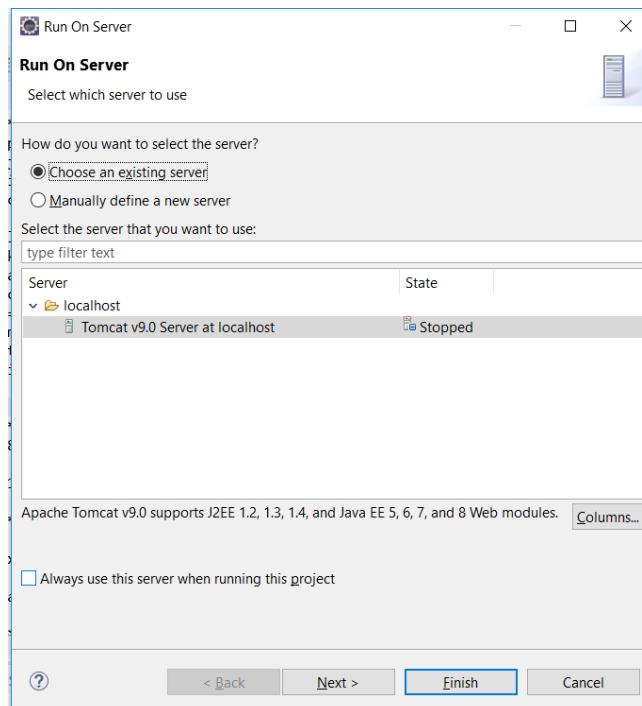 Run On Server
Run On Server
Select which server to use
How do you want to select the server?
Choose an existing server
Manually define a new server
Select the server that you want to use:
type filter text
Server State
localhost
Tomcat v9.0 Server at localhost Stopped
Apache Tomcat v9.0 supports J2EE 1.2, 1.3, 1.4, and Java EE 5, 6, 7, and 8 Web modules. Columns...
Always use this server when running this project
? < Back Next > Finish Cancel